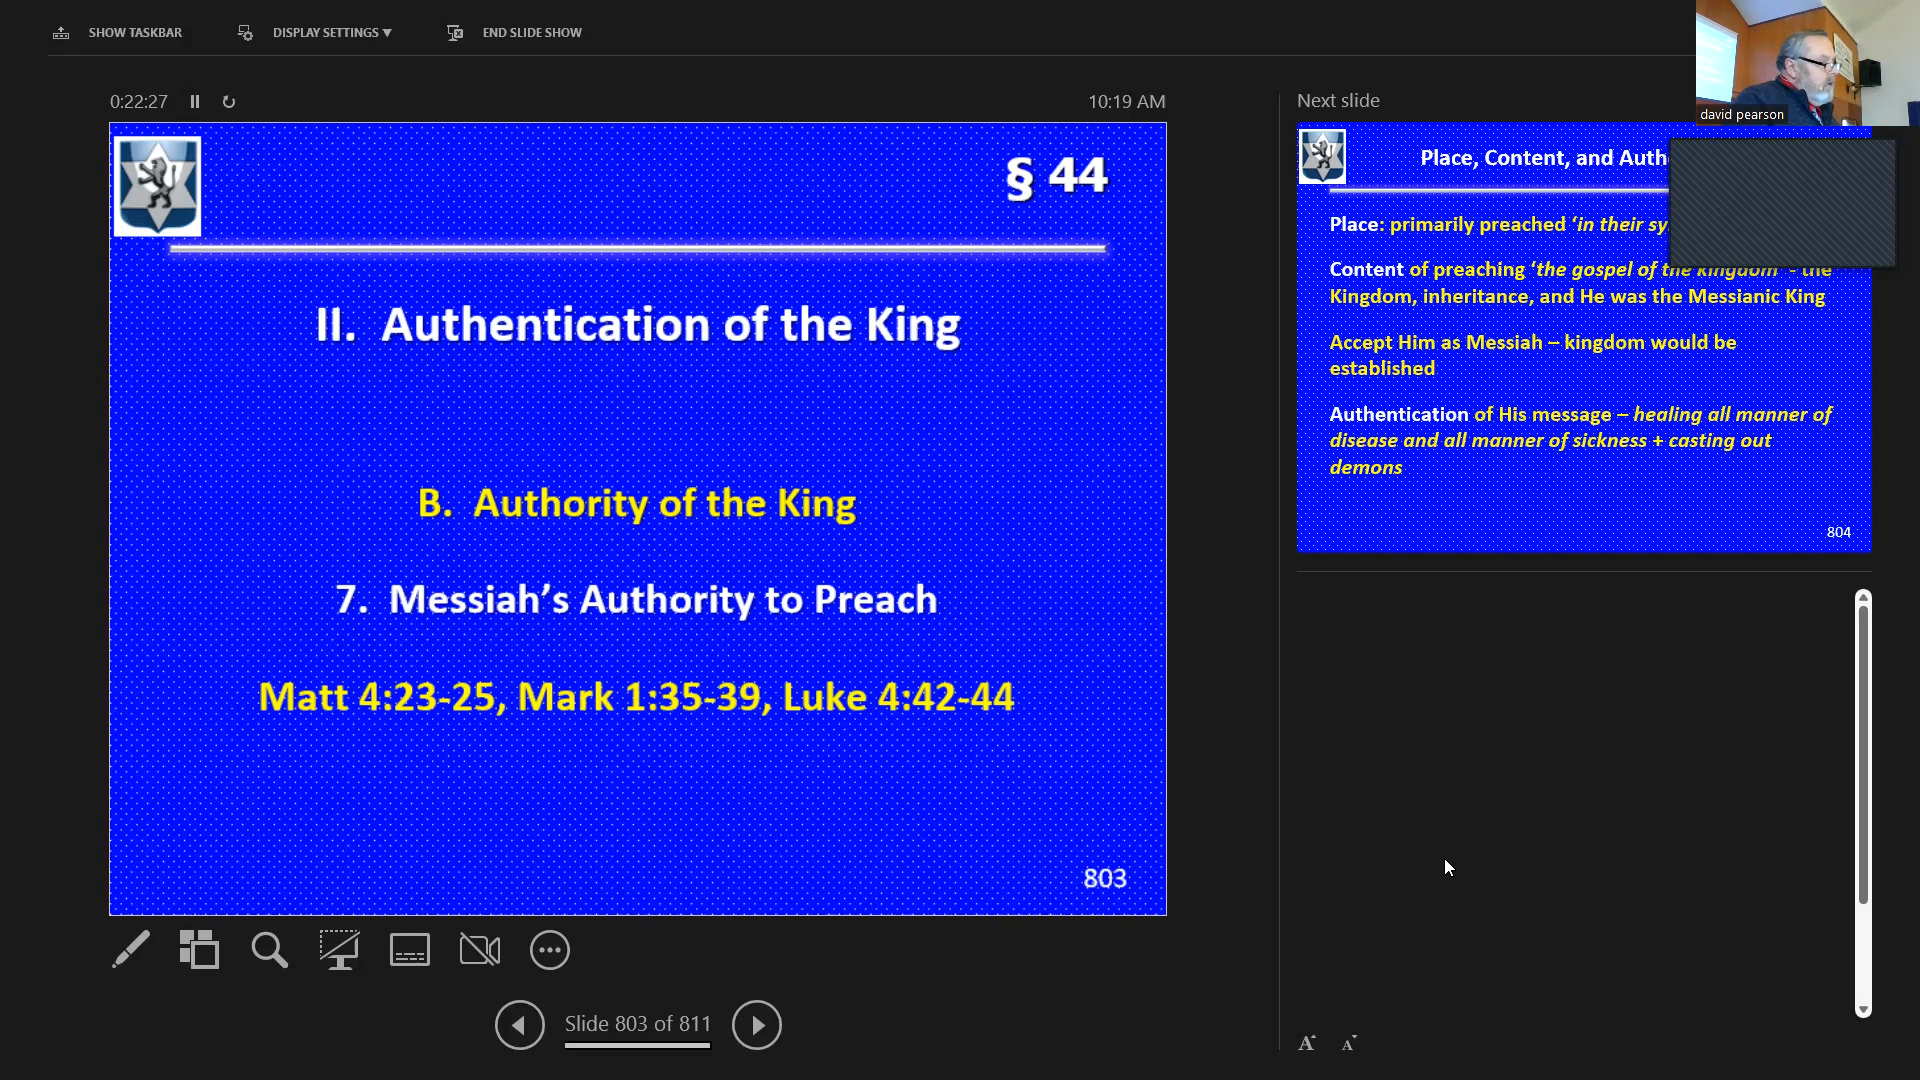 SHOW TASKBAR
DISPLAY SETTINGS ▼
END SLIDE SHOW
0:22:27
10:19 AM
§ 44
II. Authentication of the King
B. Authority of the King
7. Messiah’s Authority to Preach
Matt 4:23-25, Mark 1:35-39, Luke 4:42-44
803
Slide 803 of 811
Next slide
david pearson
Place, Content, and
Place: primarily preached ‘in their
Content of preaching ‘the gospel of the kingdom’ - the
Kingdom, inheritance, and He was the Messianic King
Accept Him as Messiah – kingdom would be
established
Authentication of His message – healing all manner of
disease and all manner of sickness + casting out
demons
804
A A